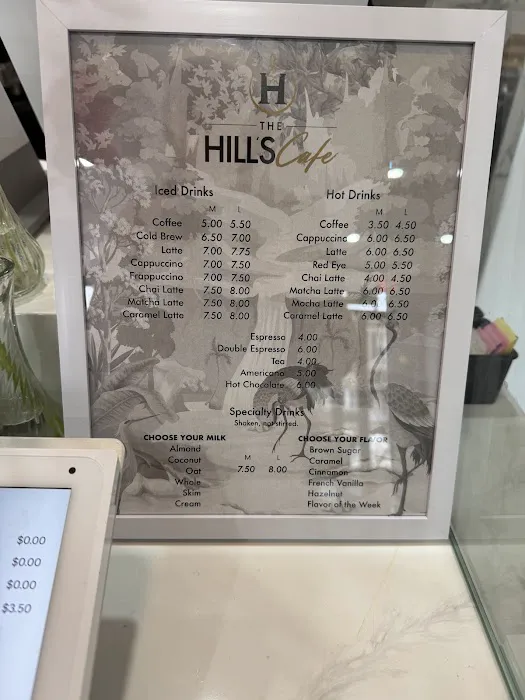 H
THE
HILL'S Cafe
Iced Drinks
M L
Coffee 5.00 5.50
Cold Brew 6.50 7.00
Latte 7.00 7.75
Cappuccino 7.00 7.50
Frappuccino 7.00 7.50
Chai Latte 7.50 8.00
Matcha Latte 7.50 8.00
Caramel Latte 7.50 8.00
Hot Drinks
M L
Coffee 3.50 4.50
Cappuccino 6.00 6.50
Latte 6.00 6.50
Red Eye 5.00 5.50
Chai Latte 4.00 4.50
Matcha Latte 6.00 6.50
Mocha Latte 6.00 6.50
Caramel Latte 6.00 6.50
Espresso 4.00
Double Espresso 6.00
Tea 4.00
Americano 5.00
Hot Chocolate 6.00
Specialty Drinks
Shaken, not stirred.
CHOOSE YOUR MILK
Almond
Coconut
Oat
Whole
Skim
Cream
M L
7.50 8.00
CHOOSE YOUR FLAVOR
Brown Sugar
Caramel
Cinnamon
French Vanilla
Hazelnut
Flavor of the Week
$0.00
$0.00
$0.00
$3.50